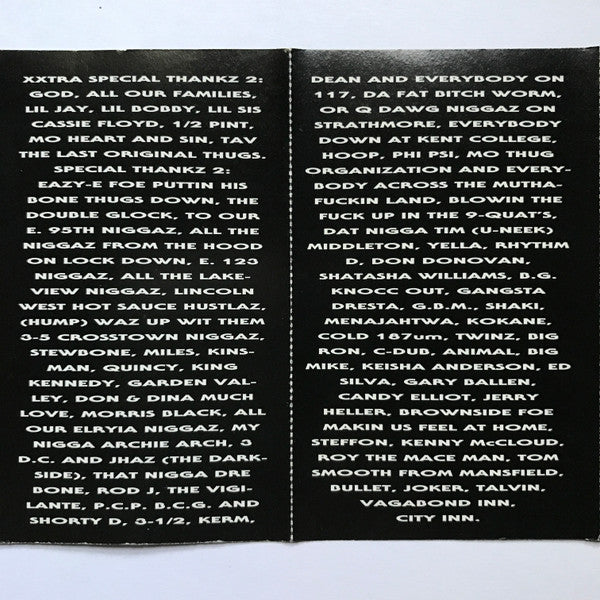 XXTRA SPECIAL THANKZ 2:
GOD, ALL OUR FAMILIES,
LIL JAY, LIL BOBBY, LIL SIS
CASSIE FLOYD, 1/2 PINT,
MO HEART AND SIN, TAV
THE LAST ORIGINAL THUGS.
SPECIAL THANKZ 2:
EAZY-E FOE PUTTIN HIS
BONE THUGS DOWN, THE
DOUBLE GLOCK, TO OUR
E. 95TH NIGGAZ, ALL THE
NIGGAZ FROM THE HOOD
ON LOCK DOWN, E. 123
NIGGAZ, ALL THE LAKE-
VIEW NIGGAZ, LINCOLN
WEST HOT SAUCE HUSTLAZ,
(HUMP) WAZ UP WIT THEM
3-5 CROSSTOWN NIGGAZ,
STEWBONE, MILES, KINS-
MAN, QUINCY, KING
KENNEDY, GARDEN VAL-
LEY, DON & DINA MUCH
LOVE, MORRIS BLACK, ALL
OUR ELRYIA NIGGAZ, MY
NIGGA ARCHIE ARCH, 3
D.C. AND JHAZ (THE DARK-
SIDE), THAT NIGGA DRE
BONE, ROD J, THE VIGI-
LANTE, P.C.P. B.C.G. AND
SHORTY D, 3-1/2, KERM,
DEAN AND EVERYBODY ON
117, DA FAT BITCH WORM,
OR Q DAWG NIGGAZ ON
STRATHMORE, EVERYBODY
DOWN AT KENT COLLEGE,
HOOP, PHI PSI, MO THUG
ORGANIZATION AND EVERY-
BODY ACROSS THE MUTHA-
FUCKIN LAND, BLOWIN THE
FUCK UP IN THE 9-QUAT'S,
DAT NIGGA TIM (U-NEEK)
MIDDLETON, YELLA, RHYTHM
D, DON DONOVAN,
SHATASHA WILLIAMS, B.G.
KNOCC OUT, GANGSTA
DRESTA, G.B.M., SHAKI,
MENAJAHTWA, KOKANE,
COLD 187um, TWINZ, BIG
RON, C-DUB, ANIMAL, BIG
MIKE, KEISHA ANDERSON, ED
SILVA, GARY BALLEN,
CANDY ELLIOT, JERRY
HELLER, BROWNSIDE FOE
MAKIN US FEEL AT HOME,
STEFFON, KENNY McCLOUD,
ROY THE MACE MAN, TOM
SMOOTH FROM MANSFIELD,
BULLET, JOKER, TALVIN,
VAGABOND INN,
CITY INN.